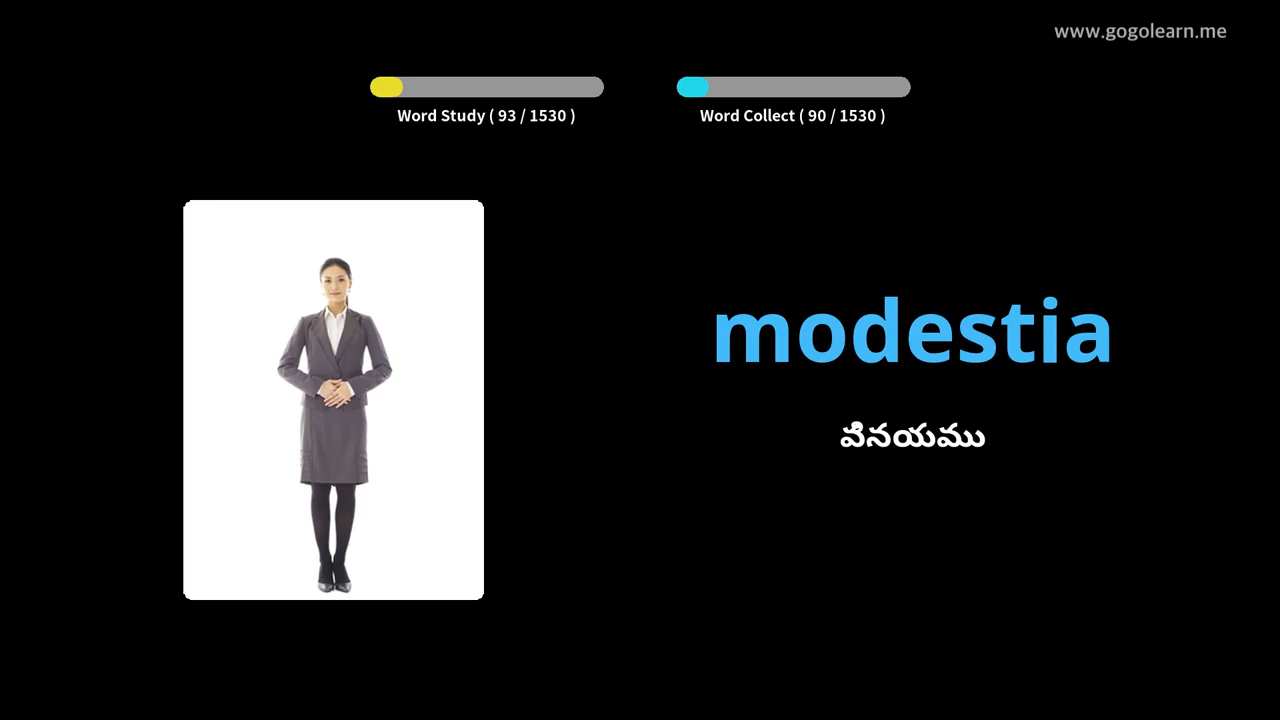 www.gogolearn.me
Word Study ( 93 / 1530 )
Word Collect ( 90 / 1530 )
modestia
వినయము